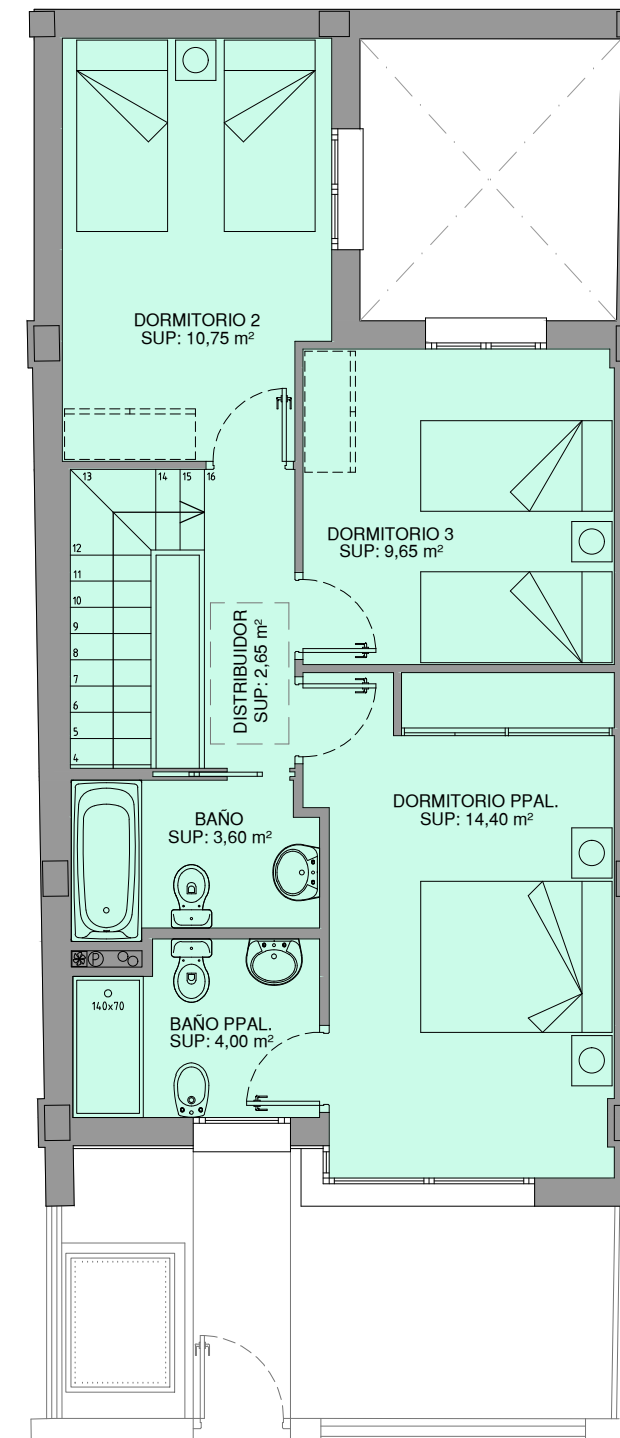 DORMITORIO 2
SUP: 10,75 m²
13
14
15
16
12
11
10
9
8
7
6
5
4
DORMITORIO 3
SUP: 9,65 m²
DISTRIBUIDOR
SUP: 2,65 m²
DORMITORIO PPAL.
SUP: 14,40 m²
BAÑO
SUP: 3,60 m²
P
140x70
BAÑO PPAL.
SUP: 4,00 m²